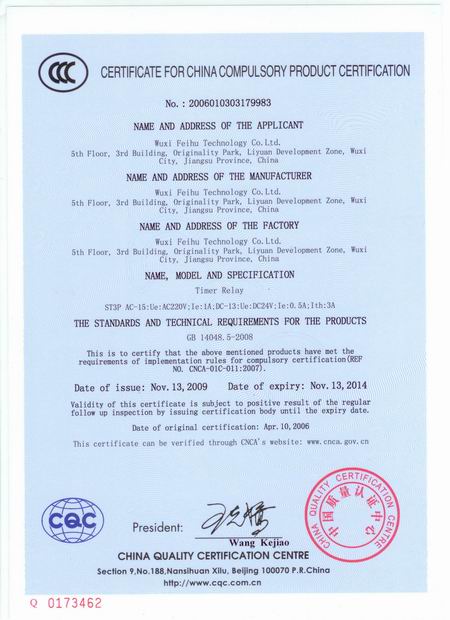 CCC
CERTIFICATE FOR CHINA COMPULSORY PRODUCT CERTIFICATION
No.: 2006010303179983
NAME AND ADDRESS OF THE APPLICANT
Wuxi Feihu Technology Co.Ltd.
5th Floor, 3rd Building, Originality Park, Liyuan Development Zone, Wuxi
City, Jiangsu Province, China
NAME AND ADDRESS OF THE MANUFACTURER
Wuxi Feihu Technology Co.Ltd.
5th Floor, 3rd Building, Originality Park, Liyuan Development Zone, Wuxi
City, Jiangsu Province, China
NAME AND ADDRESS OF THE FACTORY
Wuxi Feihu Technology Co.Ltd.
5th Floor, 3rd Building, Originality Park, Liyuan Development Zone, Wuxi
City, Jiangsu Province, China
NAME, MODEL AND SPECIFICATION
Timer Relay
ST3P AC-15:Ue:AC220V;Ie:1A;DC-13:Ue:DC24V;Ie:0.5A;Ith:3A
THE STANDARDS AND TECHNICAL REQUIREMENTS FOR THE PRODUCTS
GB 14048.5-2008
This is to certify that the above mentioned products have met the
requirements of implementation rules for compulsory certification(REF
NO. CNCA-01C-011:2007).
Date of issue: Nov.13,2009 Date of expiry: Nov.13,2014
Validity of this certificate is subject to positive result of the regular
follow up inspection by issuing certification body until the expiry date.
Date of original certification: Apr.10,2006
This certificate can be verified through CNCA's website: www.cnca.gov.cn
CQC
President:
Wang Kejiao
CHINA QUALITY CERTIFICATION CENTRE
中国质量认证中心
CHINA QUALITY CERTIFICATION CENTRE
Section 9,No.188,Nansihuan Xilu, Beijing 100070 P.R.China
http://www.cqc.com.cn
Q 0173462